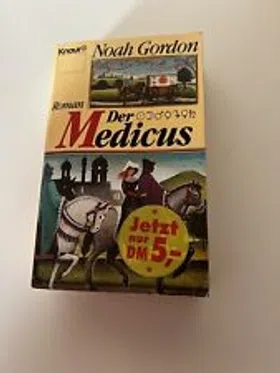 Knaur
Noah Gordon
Roman
Der
Medicus
Jetzt
nur
DM 5,-